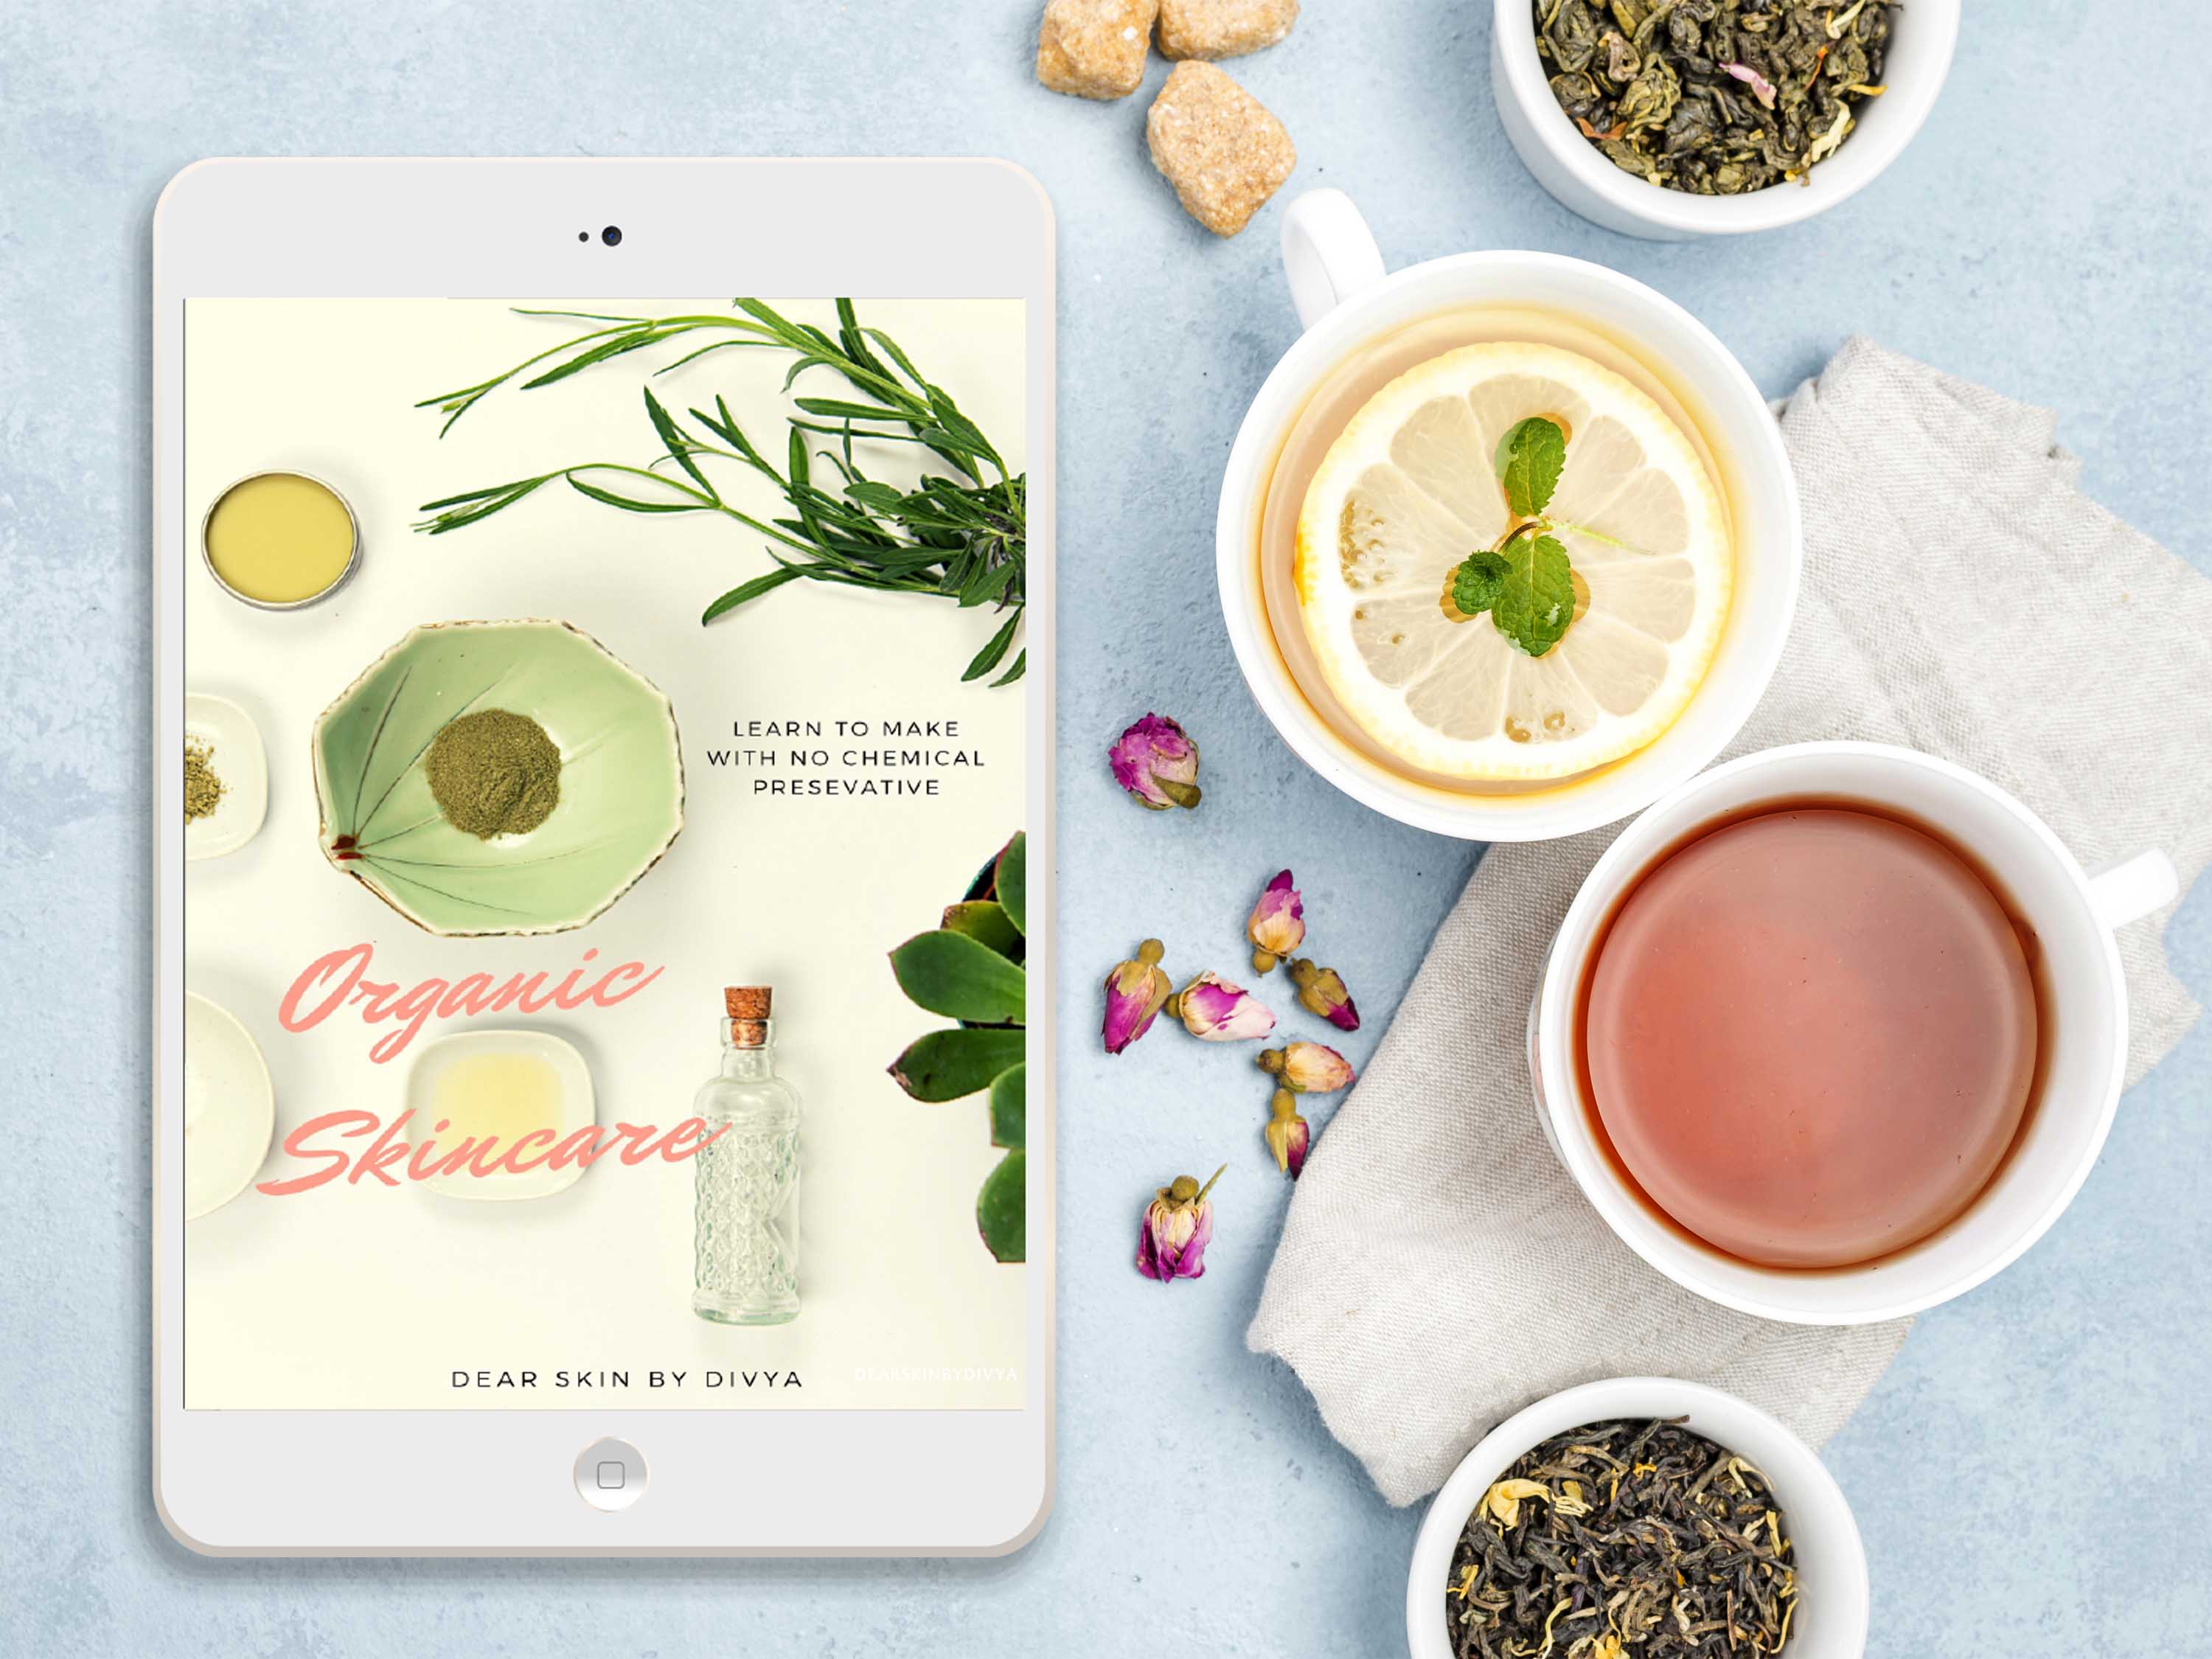 LEARN TO MAKE
WITH NO CHEMICAL
PRESEVATIVE
Organic
Skincare
DEAR SKIN BY DIVYA
DEARSKINBYDIVYA